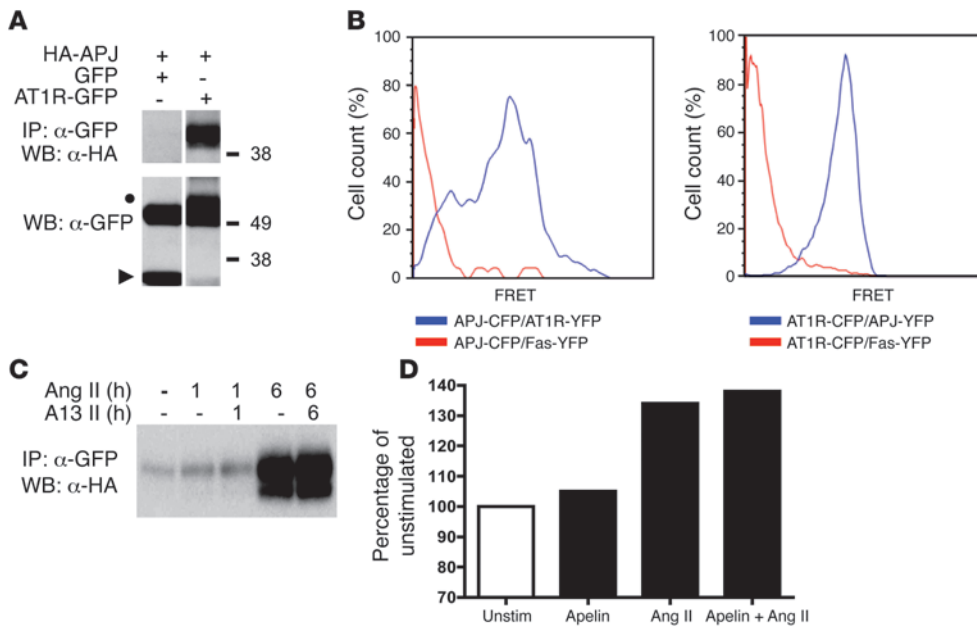 A
HA-APJ + +
GFP + -
AT1R-GFP - +
IP: α-GFP
WB: α-HA
38
WB: α-GFP
49
38
B
Cell count (%)
100
80
60
40
20
0
FRET
APJ-CFP/AT1R-YFP
APJ-CFP/Fas-YFP
Cell count (%)
100
80
60
40
20
0
FRET
AT1R-CFP/APJ-YFP
AT1R-CFP/Fas-YFP
C
Ang II (h) - 1 1 6 6
A13 II (h) - - 1 - 6
IP: α-GFP
WB: α-HA
D
Percentage of
unstimulated
140
130
120
110
100
90
80
70
Unstim Apelin Ang II Apelin + Ang II